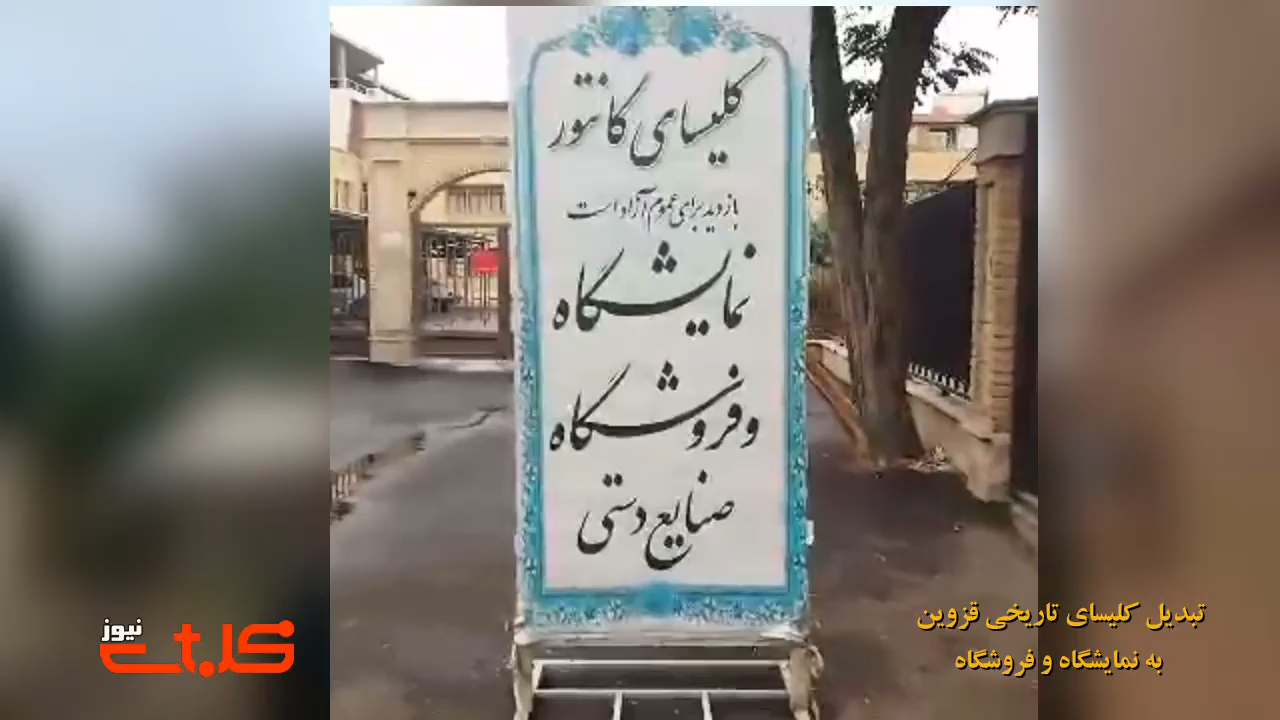 کلیسای کانتور
بازدید برای عموم آزاد است
نمایشگاه
و فروشگاه
صنایع دستی
تبدیل کلیسای تاریخی قزوین
به نمایشگاه و فروشگاه
نیوز